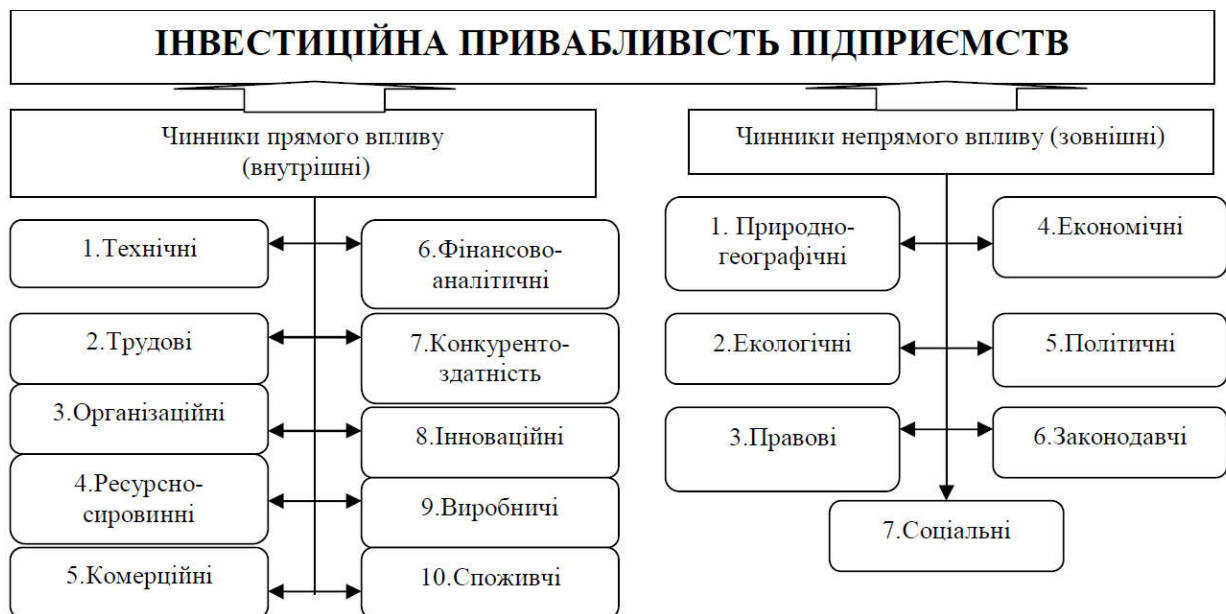 ІНВЕСТИЦІЙНА ПРИВАБЛИВІСТЬ ПІДПРИЄМСТВ
Чинники прямого впливу
(внутрішні)
1.Технічні
2.Трудові
3.Організаційні
4.Ресурсно-
сировинні
5.Комерційні
6.Фінансово-
аналітичні
7.Конкуренто-
здатність
8.Інноваційні
9.Виробничі
10.Споживчі
Чинники непрямого впливу (зовнішні)
1. Природно-
географічні
2.Екологічні
3.Правові
4.Економічні
5.Політичні
6.Законодавчі
7.Соціальні